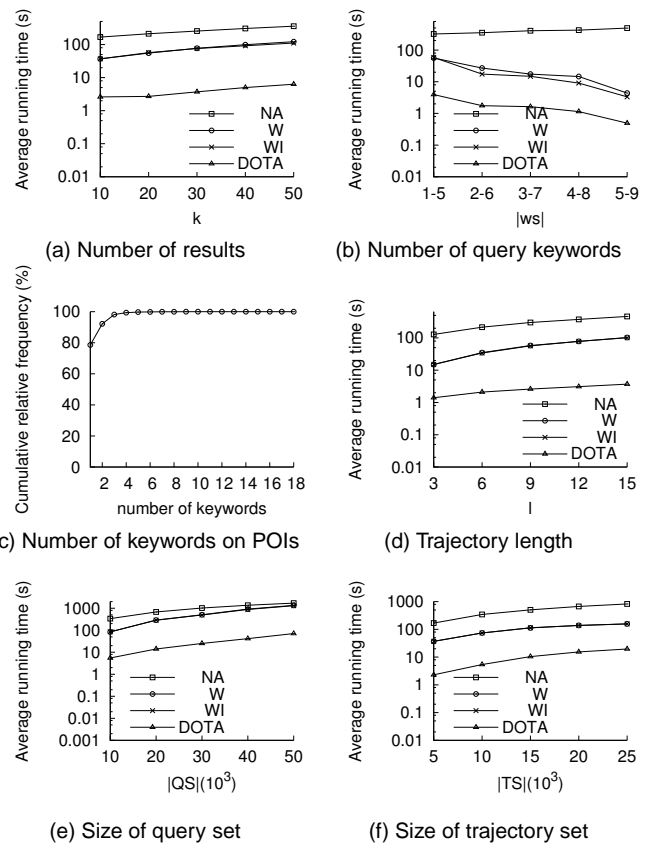 Average running time (s)
100
10
1
0.1
0.01
10 20 30 40 50
k
NA
W
WI
DOTA
(a) Number of results
Average running time (s)
100
10
1
0.1
0.01
1-5 2-6 3-7 4-8 5-9
|ws|
NA
W
WI
DOTA
(b) Number of query keywords
Cumulative relative frequency (%)
100
80
60
40
20
0
2 4 6 8 10 12 14 16 18
number of keywords
c) Number of keywords on POIs
Average running time (s)
100
10
1
0.1
0.01
3 6 9 12 15
l
NA
W
WI
DOTA
(d) Trajectory length
Average running time (s)
1000
100
10
1
0.1
0.01
0.001
10 20 30 40 50
|QS|(10³)
NA
W
WI
DOTA
(e) Size of query set
Average running time (s)
1000
100
10
1
0.1
0.01
5 10 15 20 25
|TS|(10³)
NA
W
WI
DOTA
(f) Size of trajectory set